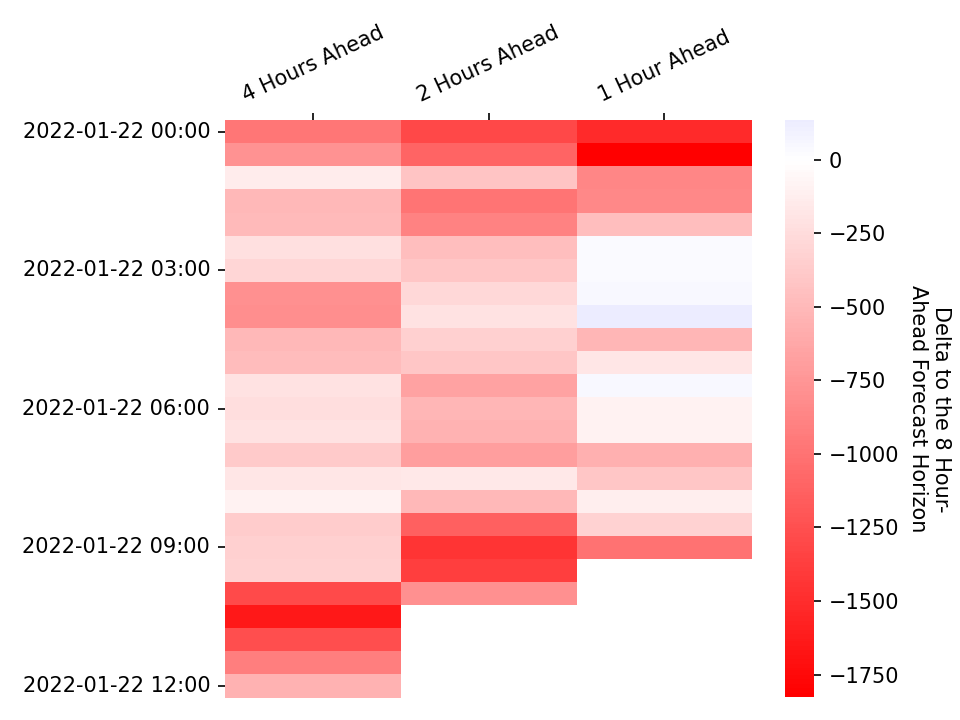 4 Hours Ahead
2 Hours Ahead
1 Hour Ahead
2022-01-22 00:00
2022-01-22 03:00
2022-01-22 06:00
2022-01-22 09:00
2022-01-22 12:00
0
−250
−500
−750
−1000
−1250
−1500
−1750
Delta to the 8 Hour-
Ahead Forecast Horizon